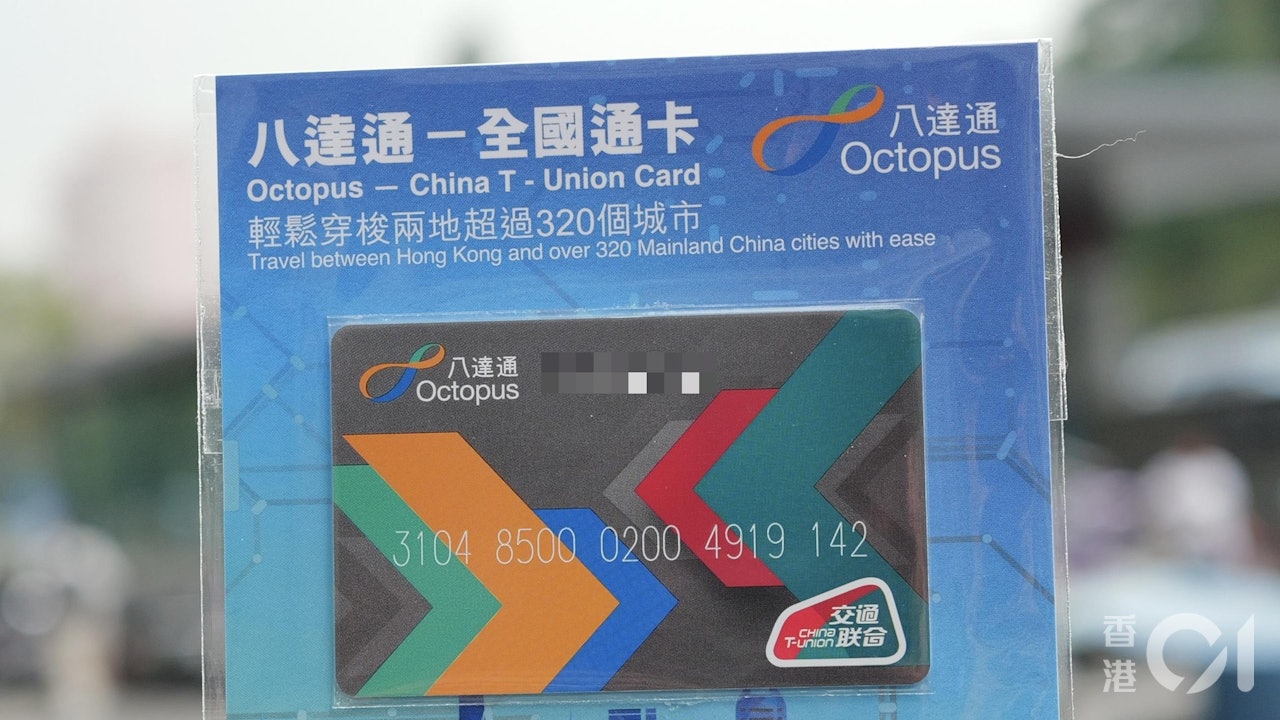 八達通－全國通卡
Octopus — China T - Union Card
輕鬆穿梭兩地超過320個城市
Travel between Hong Kong and over 320 Mainland China cities with ease
八達通
Octopus
八達通
Octopus
3104 8500 0200 4919 142
交通
联合
CHINA
T-UNION
香港01